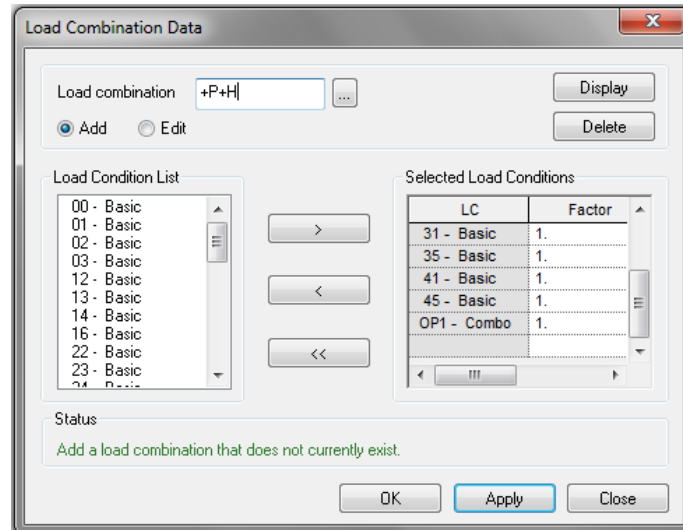 Load Combination Data
Load combination +P+H ... Display
Add Edit Delete
Load Condition List
00 - Basic
01 - Basic
02 - Basic
03 - Basic
12 - Basic
13 - Basic
14 - Basic
16 - Basic
22 - Basic
23 - Basic
>
<
<<
Selected Load Conditions
LC Factor
31 - Basic 1.
35 - Basic 1.
41 - Basic 1.
45 - Basic 1.
OP1 - Combo 1.
Status
Add a load combination that does not currently exist.
OK Apply Close